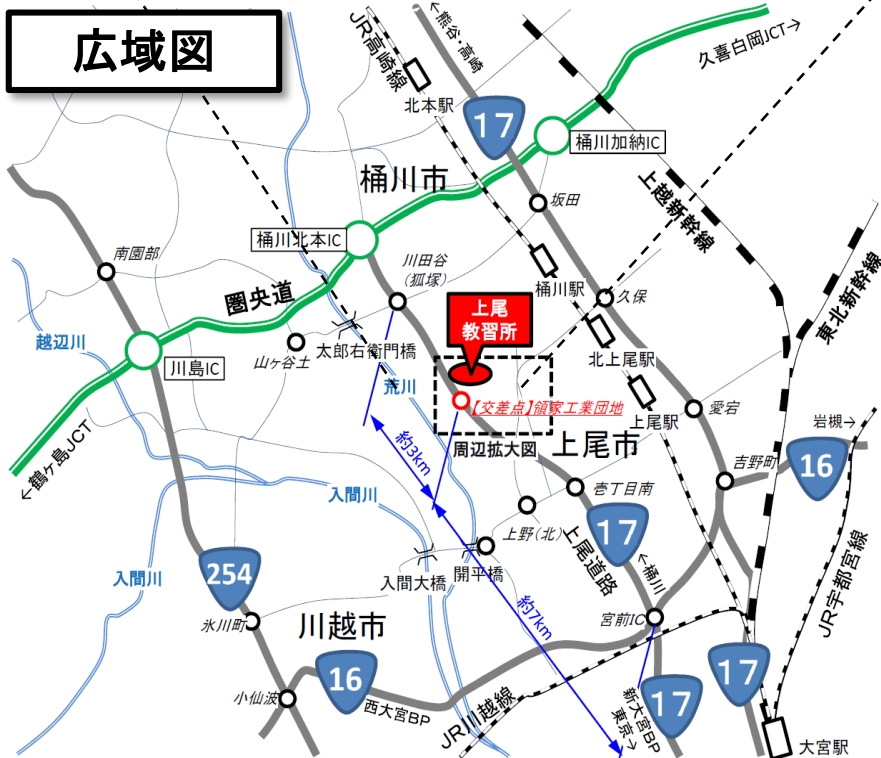 広域図
←熊谷・高崎
JR高崎線
久喜白岡JCT→
北本駅
17
桶川加納IC
桶川市
坂田
上越新幹線
桶川北本IC
南園部
川田谷
(狐塚)
桶川駅
久保
東北新幹線
圏央道
上尾
教習所
越辺川
太郎右衛門橋
山ヶ谷土
北上尾駅
川島IC
荒川
【交差点】領家工業団地
上尾駅
愛宕
岩槻→
←鶴ヶ島JCT
約3km
周辺拡大図
上尾市
吉野町
16
入間川
壱丁目南
上野(北)
17
上尾道路
入間川
254
入間大橋
開平橋
←桶川
JR宇都宮線
氷川町
川越市
約7km
宮前IC
16
小仙波
西大宮BP
JR川越線
新大宮BP
東京→
17
17
大宮駅